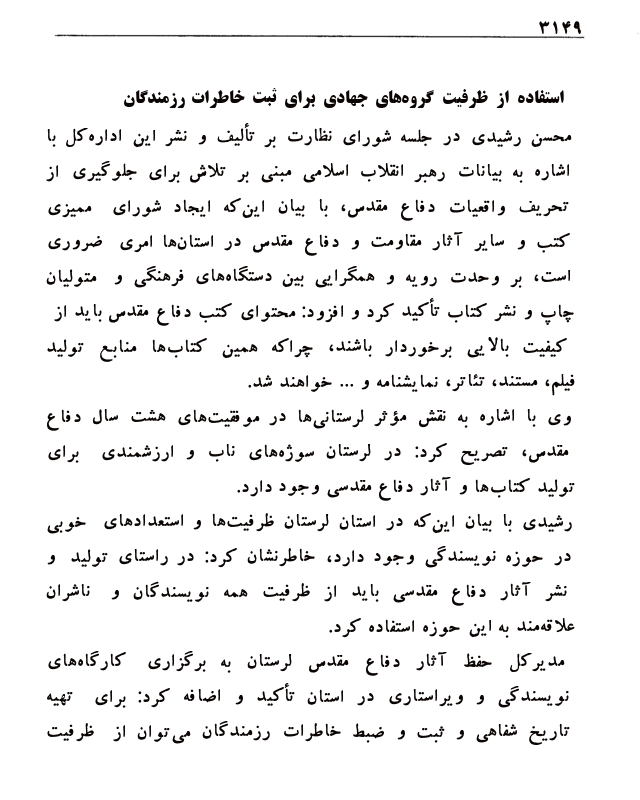 ۳۱۴۹
استفاده از ظرفیت گروه‌های جهادی برای ثبت خاطرات رزمندگان
محسن رشیدی در جلسه شورای نظارت بر تألیف و نشر این اداره‌کل با
اشاره به بیانات رهبر انقلاب اسلامی مبنی بر تلاش برای جلوگیری از
تحریف واقعیات دفاع مقدس، با بیان این‌که ایجاد شورای ممیزی
کتب و سایر آثار مقاومت و دفاع مقدس در استان‌ها امری ضروری
است، بر وحدت رویه و همگرایی بین دستگاه‌های فرهنگی و متولیان
چاپ و نشر کتاب تأکید کرد و افزود: محتوای کتب دفاع مقدس باید از
کیفیت بالایی برخوردار باشند، چراکه همین کتاب‌ها منابع تولید
فیلم، مستند، تئاتر، نمایشنامه و ... خواهند شد.
وی با اشاره به نقش مؤثر لرستانی‌ها در موفقیت‌های هشت سال دفاع
مقدس، تصریح کرد: در لرستان سوژه‌های ناب و ارزشمندی برای
تولید کتاب‌ها و آثار دفاع مقدسی وجود دارد.
رشیدی با بیان این‌که در استان لرستان ظرفیت‌ها و استعدادهای خوبی
در حوزه نویسندگی وجود دارد، خاطرنشان کرد: در راستای تولید و
نشر آثار دفاع مقدسی باید از ظرفیت همه نویسندگان و ناشران
علاقه‌مند به این حوزه استفاده کرد.
مدیرکل حفظ آثار دفاع مقدس لرستان به برگزاری کارگاه‌های
نویسندگی و ویراستاری در استان تأکید و اضافه کرد: برای تهیه
تاریخ شفاهی و ثبت و ضبط خاطرات رزمندگان می‌توان از ظرفیت